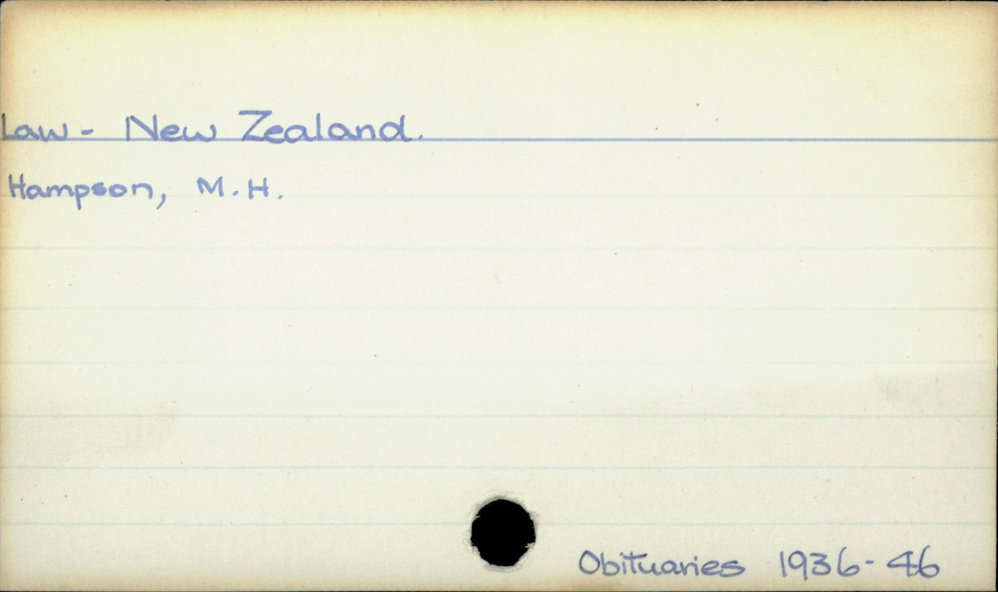 Law - New Zealand.
Hampson, M.H.
Obituaries 1936-46